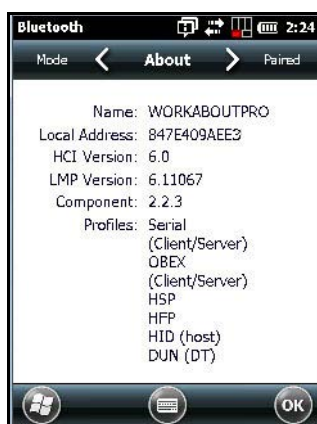 Bluetooth 2:24
Mode About Paired
Name: WORKABOUTPRO
Local Address: 847E409AEE3
HCI Version: 6.0
LMP Version: 6.11067
Component: 2.2.3
Profiles: Serial
(Client/Server)
OBEX
(Client/Server)
HSP
HFP
HID (host)
DUN (DT)
OK